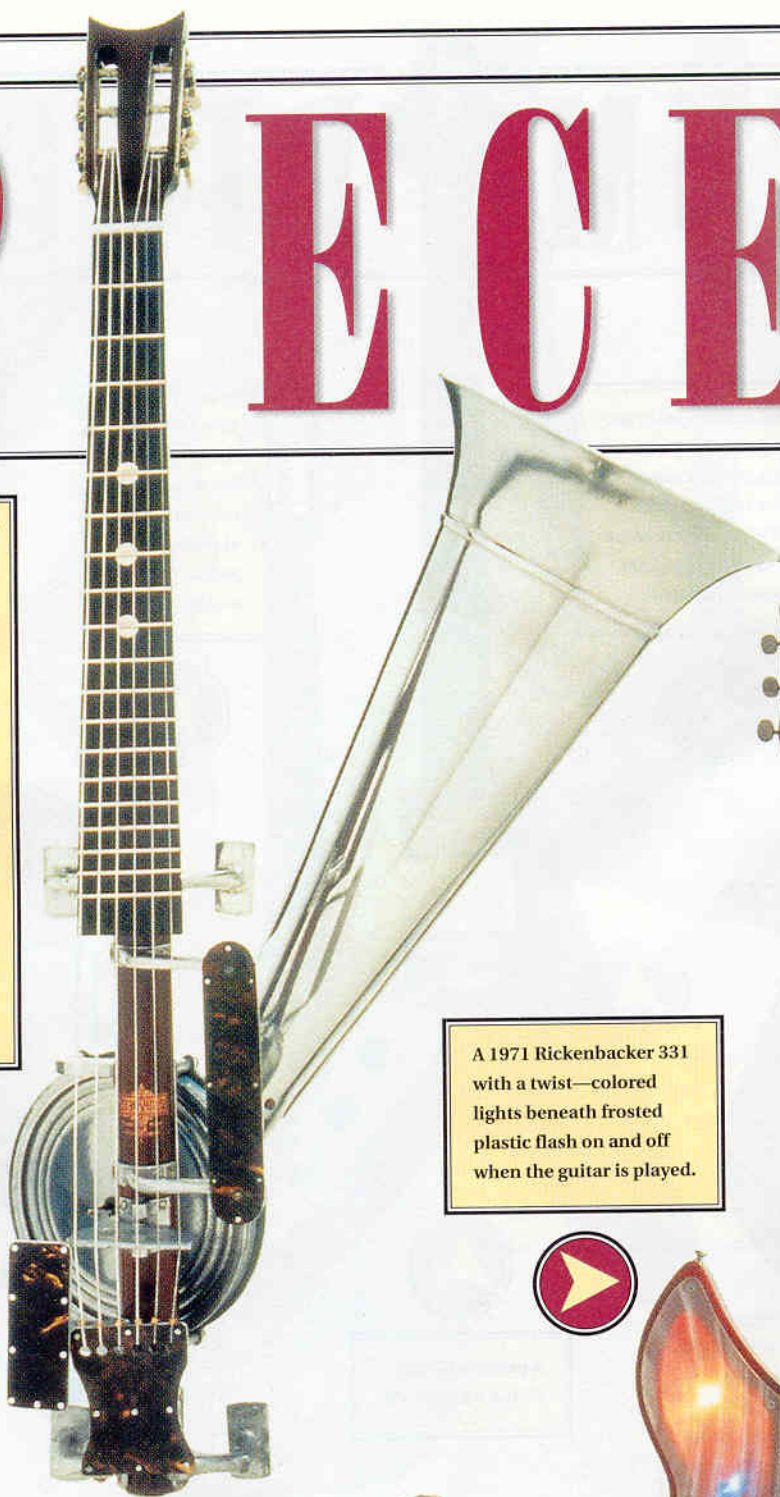 ECE
A 1971 Rickenbacker 331
with a twist—colored
lights beneath frosted
plastic flash on and off
when the guitar is played.